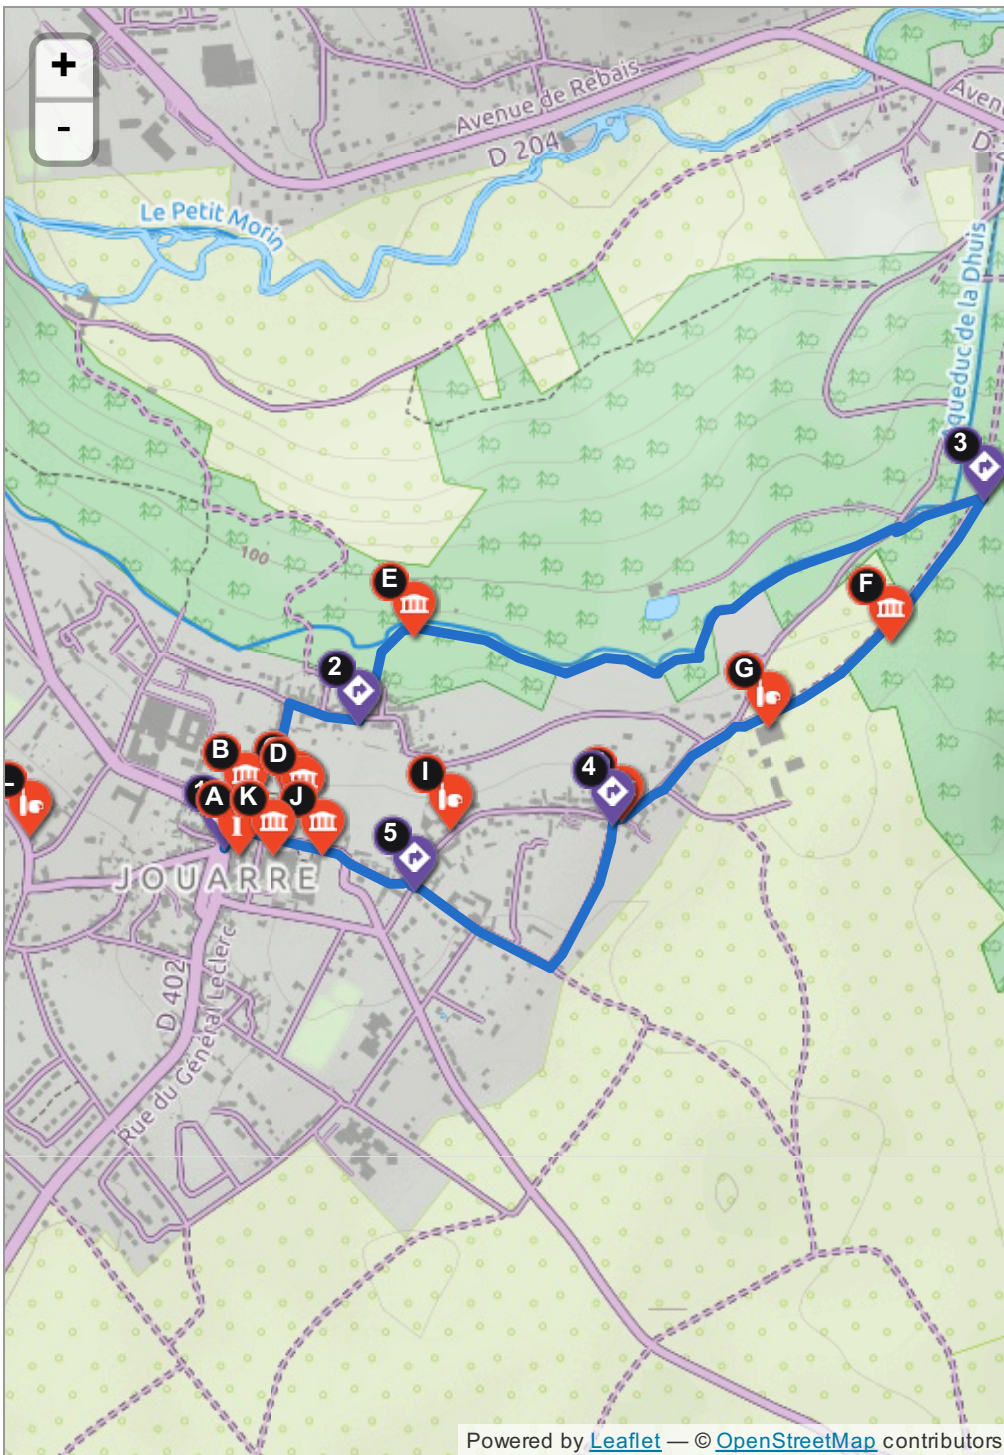 +
-
Avenue de Rebais
D 204
Aven
D
Le Petit Morin
Aqueduc de la Dhuis
3
100
E
F
2
G
B
D
I
4
1
A
K
J
5
JOUARRE
D 402
Rue du Général Leclerc
Powered by Leaflet — © OpenStreetMap contributors